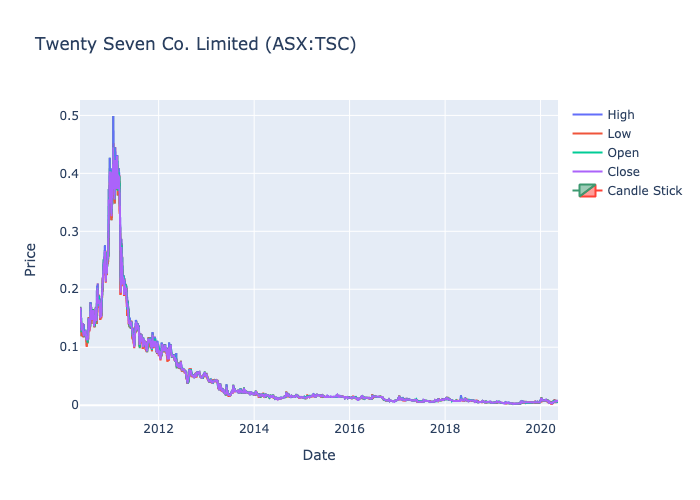 Twenty Seven Co. Limited (ASX:TSC)
0.5
0.4
0.3
0.2
0.1
0
Price
2012
2014
2016
2018
2020
Date
High
Low
Open
Close
Candle Stick